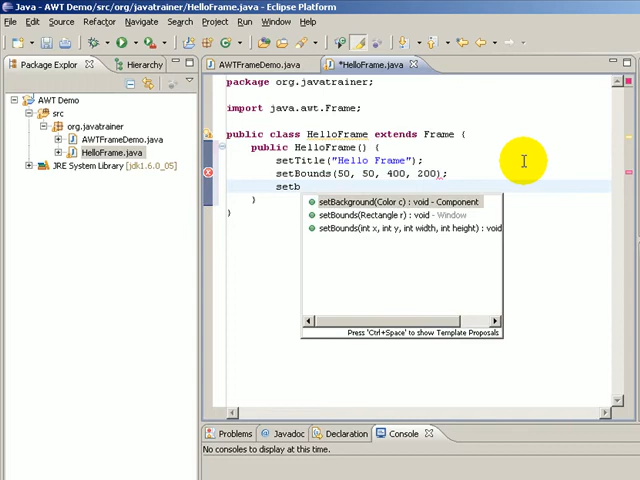 Java - AWT Demo/src/org/javatrainer/HelloFrame.java - Eclipse Platform
File Edit Source Refactor Navigate Search Project Run Window Help
Package Explor
Hierarchy
AWT Demo
src
org.javatrainer
AWTFrameDemo.java
HelloFrame.java
JRE System Library [jdk1.6.0_05]
AWTFrameDemo.java
*HelloFrame.java
package org.javatrainer;
import java.awt.Frame;
public class HelloFrame extends Frame {
public HelloFrame() {
setTitle("Hello Frame");
setBounds(50, 50, 400, 200);
setb
}
}
setBackground(Color c) : void - Component
setBounds(Rectangle r) : void - Window
setBounds(int x, int y, int width, int height) : void
Press 'Ctrl+Space' to show Template Proposals
Problems
Javadoc
Declaration
Console
No consoles to display at this time.